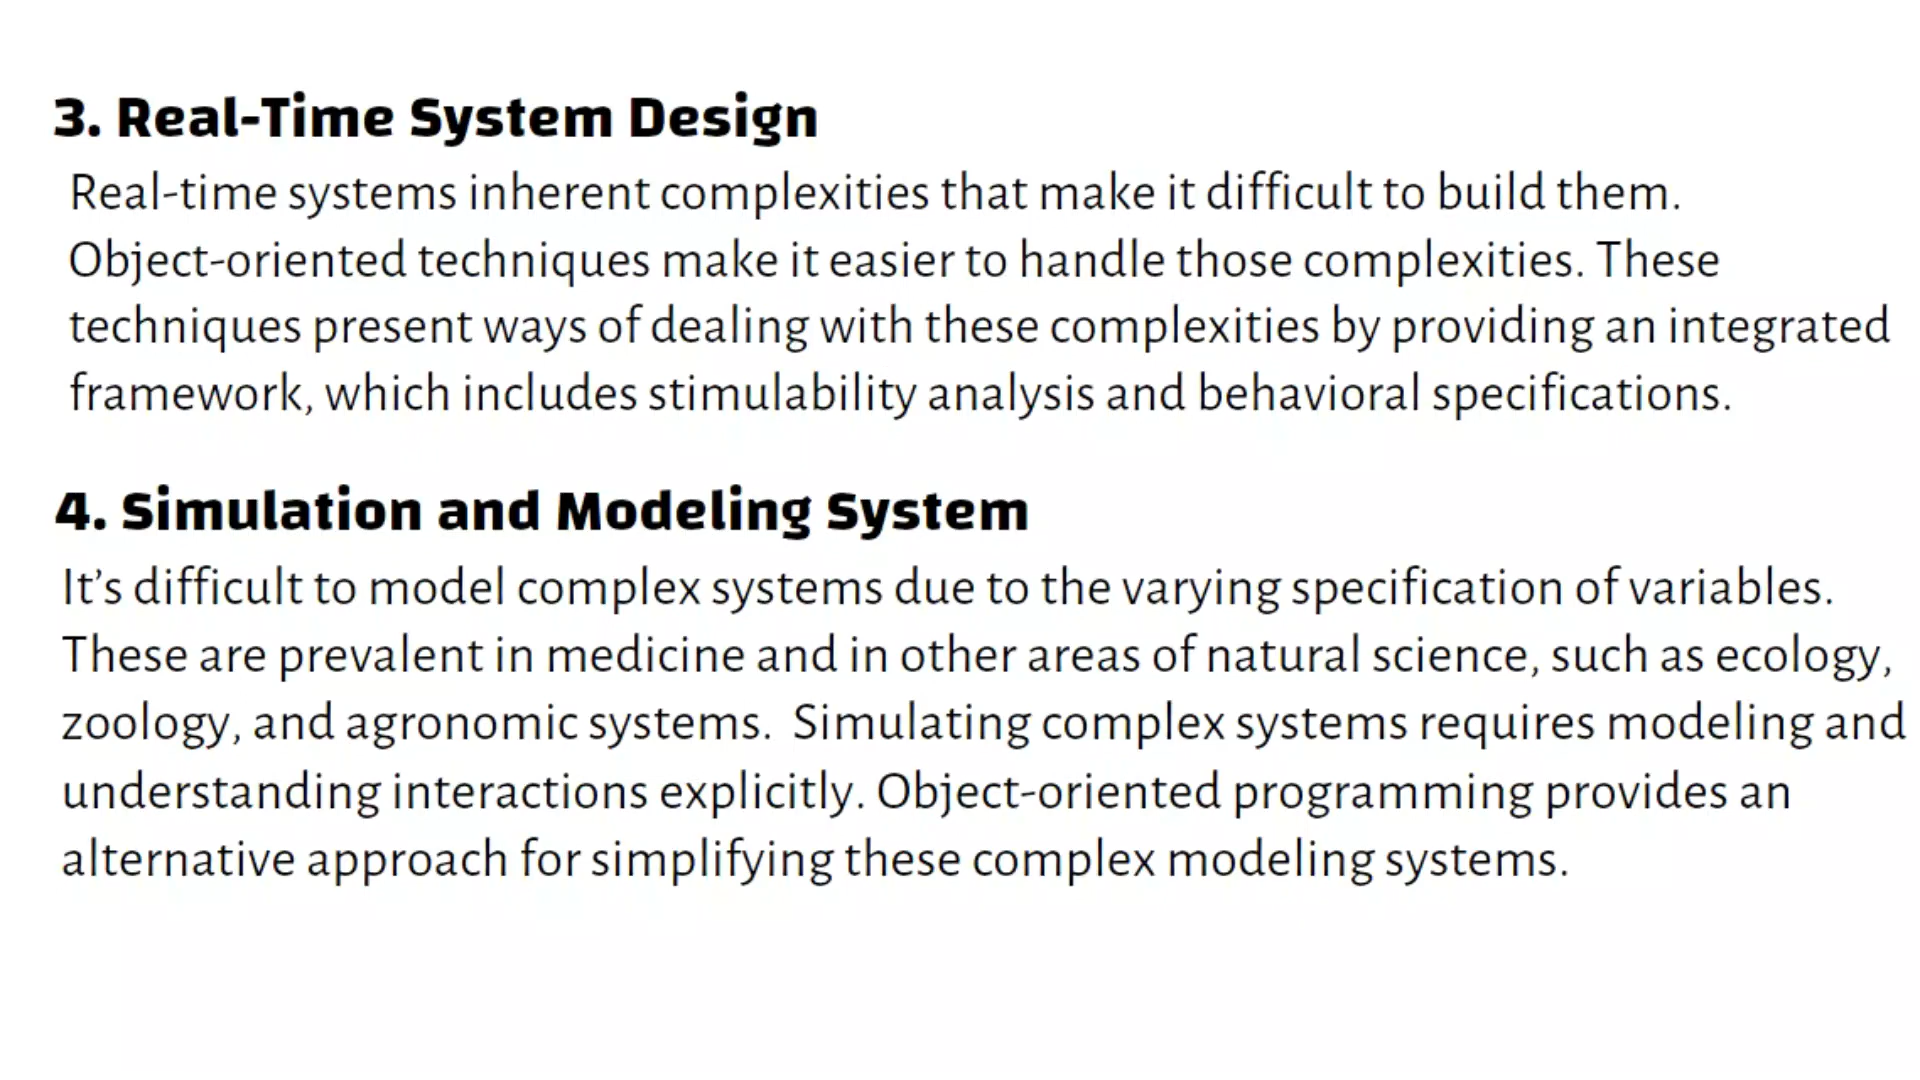 3. Real-Time System Design
Real-time systems inherent complexities that make it difficult to build them.
Object-oriented techniques make it easier to handle those complexities. These
techniques present ways of dealing with these complexities by providing an integrated
framework, which includes stimulability analysis and behavioral specifications.
4. Simulation and Modeling System
It’s difficult to model complex systems due to the varying specification of variables.
These are prevalent in medicine and in other areas of natural science, such as ecology,
zoology, and agronomic systems.  Simulating complex systems requires modeling and
understanding interactions explicitly. Object-oriented programming provides an
alternative approach for simplifying these complex modeling systems.